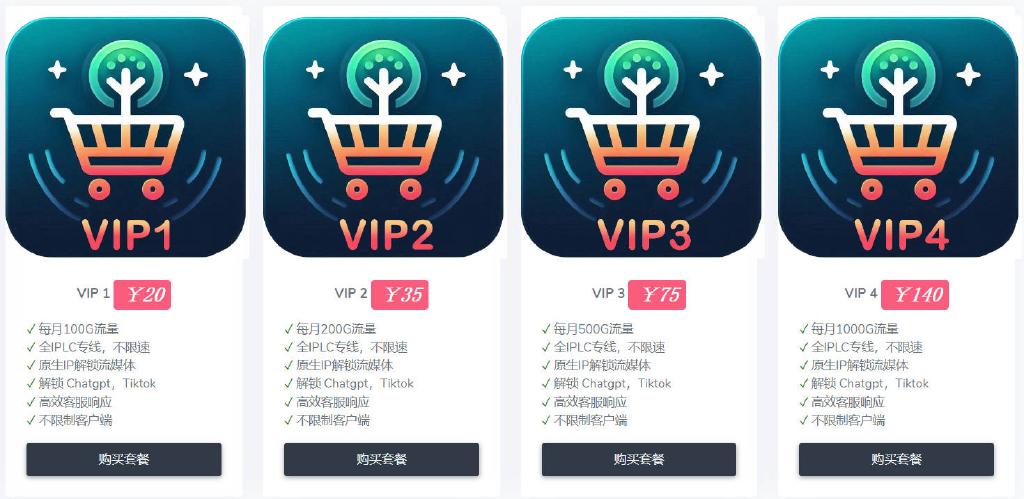 VIP1
VIP 1 ￥20
✓ 每月100G流量
✓ 全IPLC专线，不限速
✓ 原生IP解锁流媒体
✓ 解锁 Chatgpt，Tiktok
✓ 高效客服响应
✓ 不限制客户端
购买套餐
VIP2
VIP 2 ￥35
✓ 每月200G流量
✓ 全IPLC专线，不限速
✓ 原生IP解锁流媒体
✓ 解锁 Chatgpt，Tiktok
✓ 高效客服响应
✓ 不限制客户端
购买套餐
VIP3
VIP 3 ￥75
✓ 每月500G流量
✓ 全IPLC专线，不限速
✓ 原生IP解锁流媒体
✓ 解锁 Chatgpt，Tiktok
✓ 高效客服响应
✓ 不限制客户端
购买套餐
VIP4
VIP 4 ￥140
✓ 每月1000G流量
✓ 全IPLC专线，不限速
✓ 原生IP解锁流媒体
✓ 解锁 Chatgpt，Tiktok
✓ 高效客服响应
✓ 不限制客户端
购买套餐